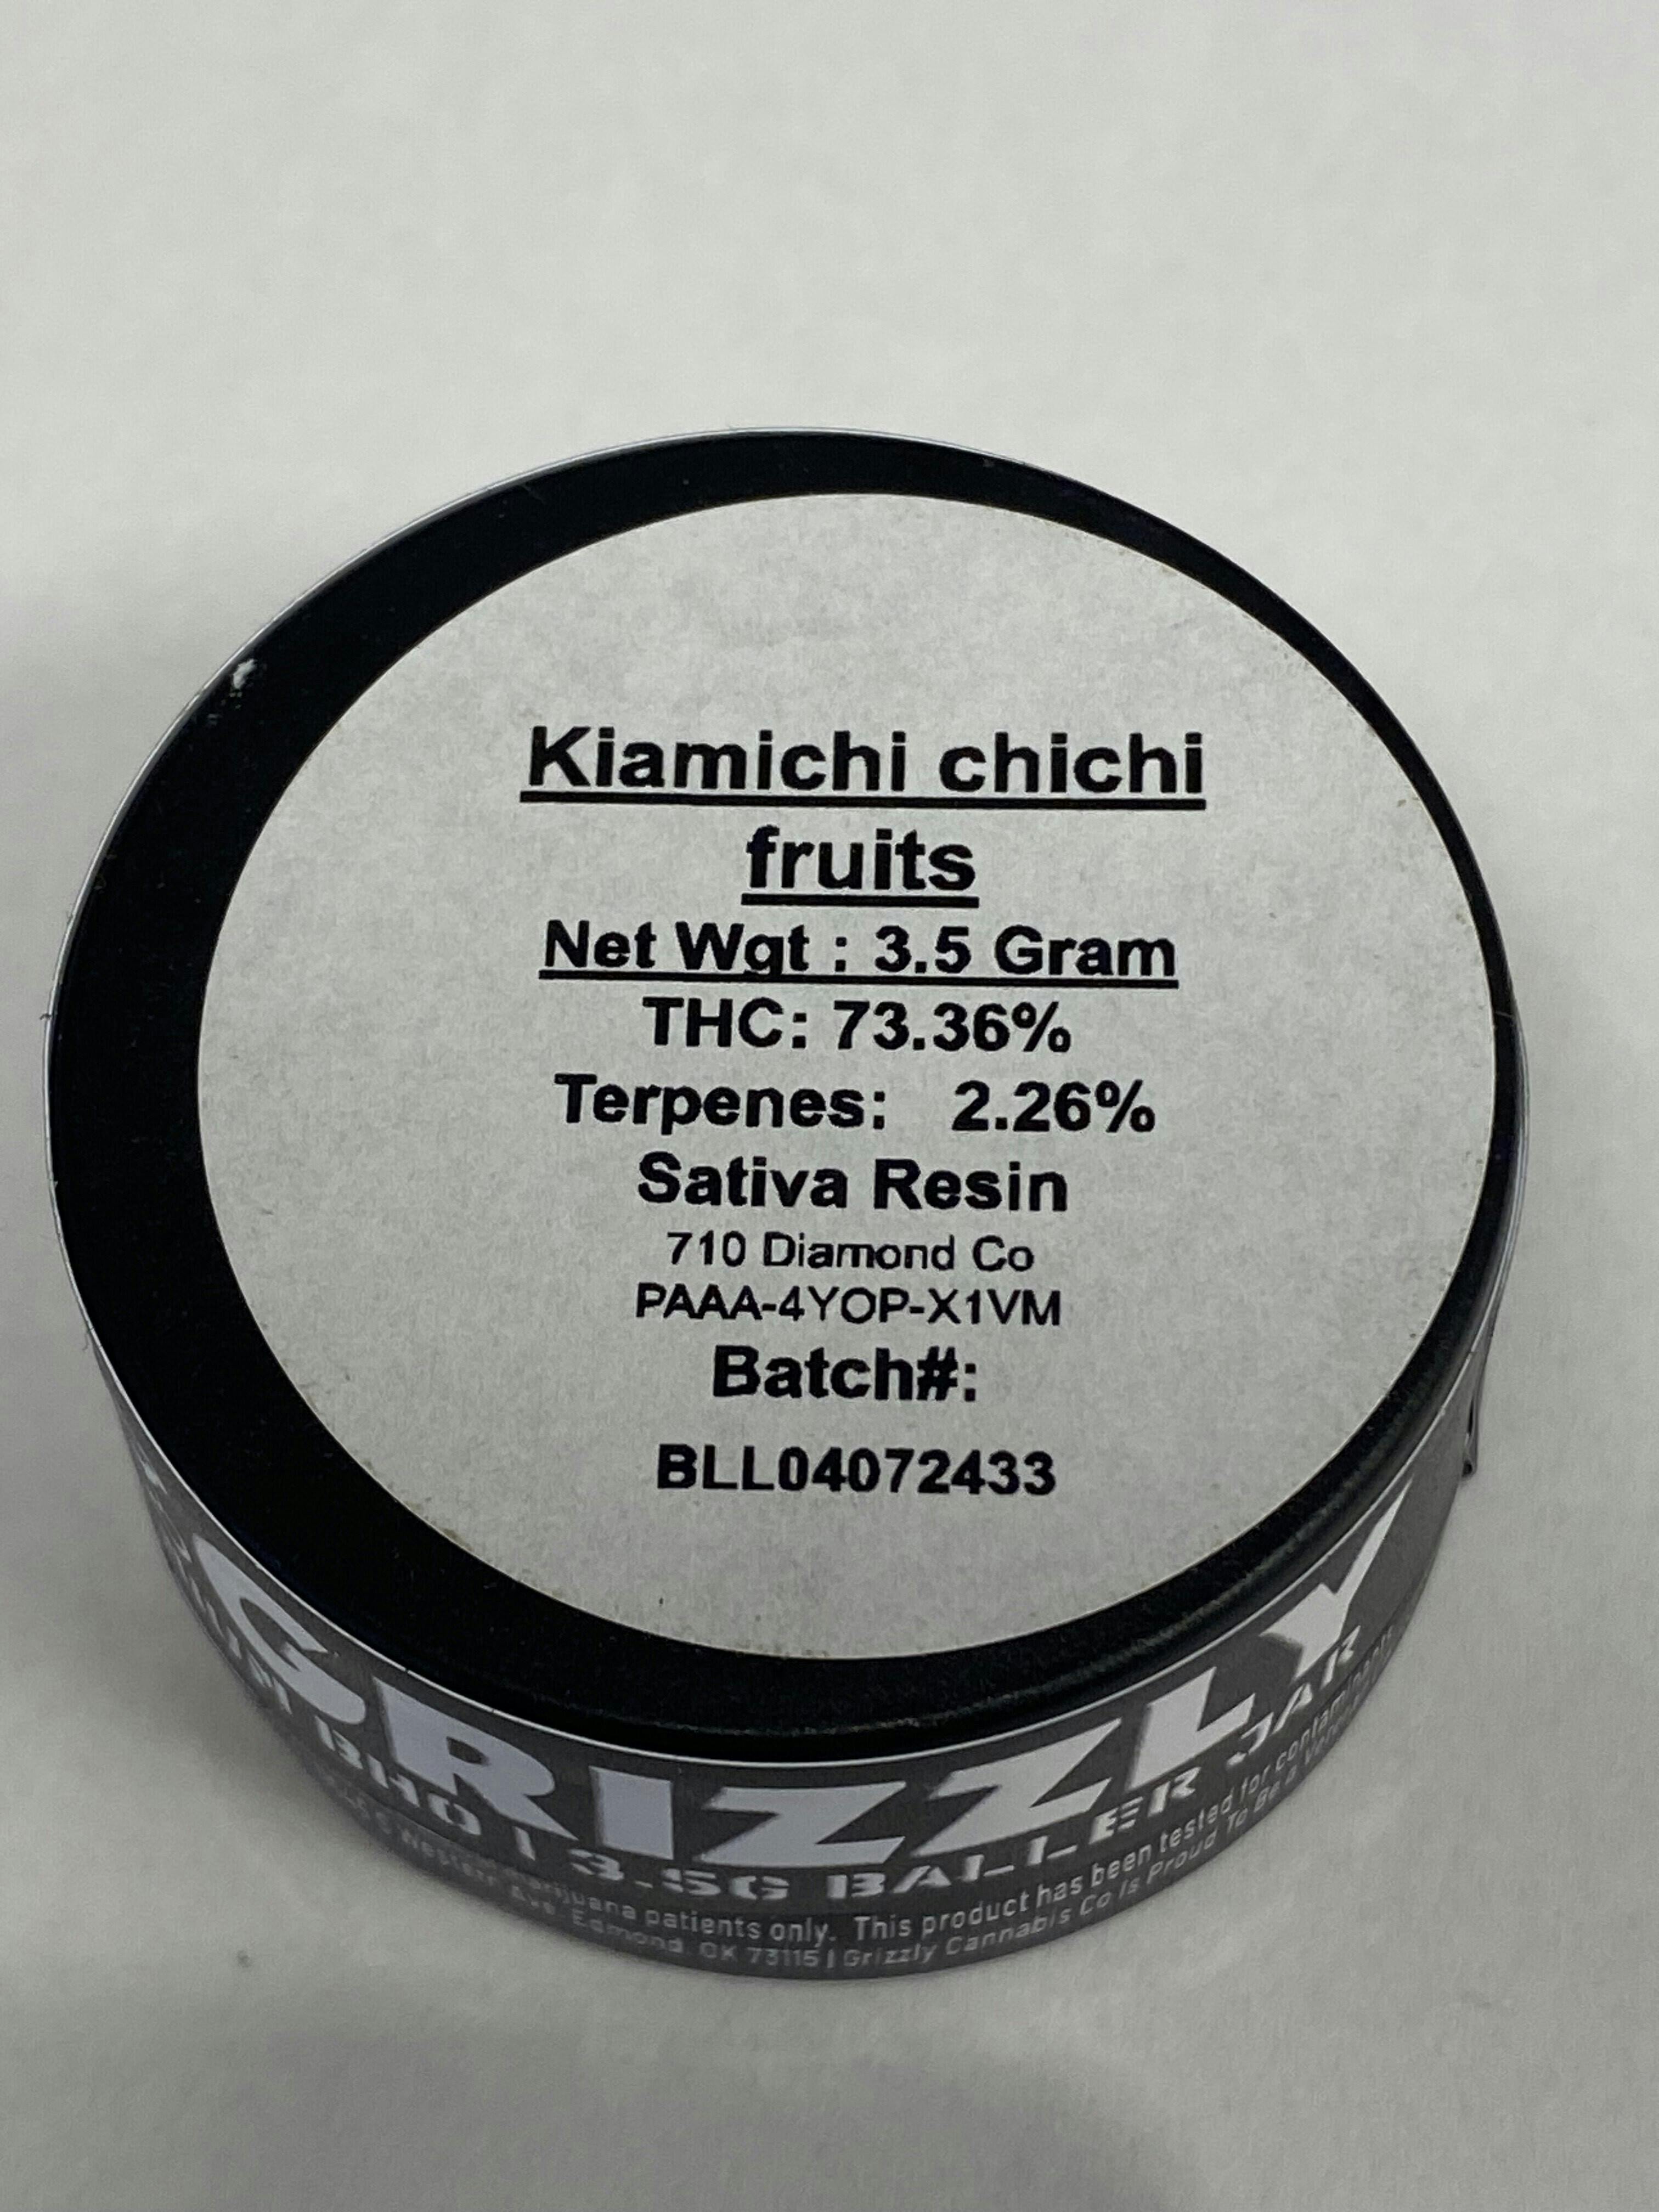 Kiamichi chichi
fruits
Net Wgt : 3.5 Gram
THC: 73.36%
Terpenes: 2.26%
Sativa Resin
710 Diamond Co
PAAA-4YOP-X1VM
Batch#:
BLL04072433
GRIZZLY
BHO | 3.5G BALLER JAR
marijuana patients only. This product has been tested for contaminants
Western Ave. Edmond, OK 73115 | Grizzly Cannabis Co Is Proud To Be a